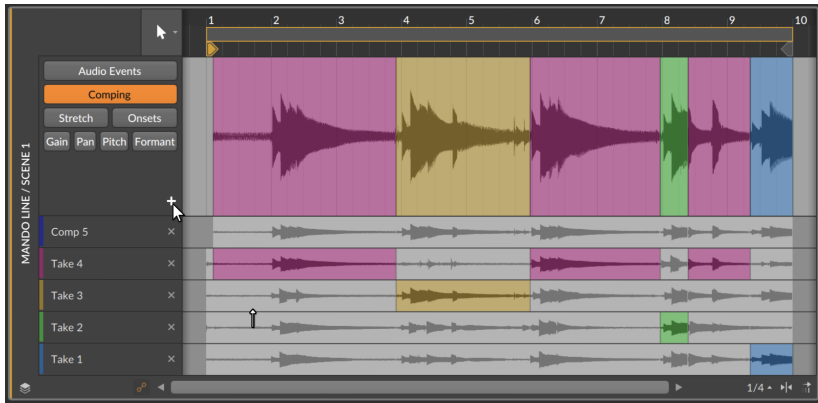 1 2 3 4 5 6 7 8 9 10
Audio Events
Comping
Stretch Onsets
Gain Pan Pitch Formant
MANDO LINE / SCENE 1
Comp 5
Take 4
Take 3
Take 2
Take 1
1/4